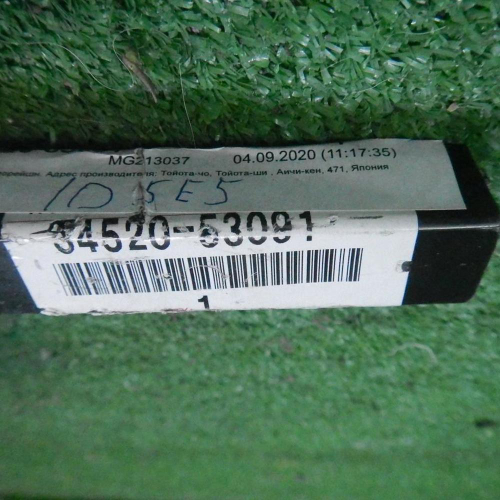 MG213037 04.09.2020 (11:17:35)
Адрес производителя: Тойота-чо, Тойота-ши , Аичи-кен, 471, Япония
1D 5E5
64520-53091
1